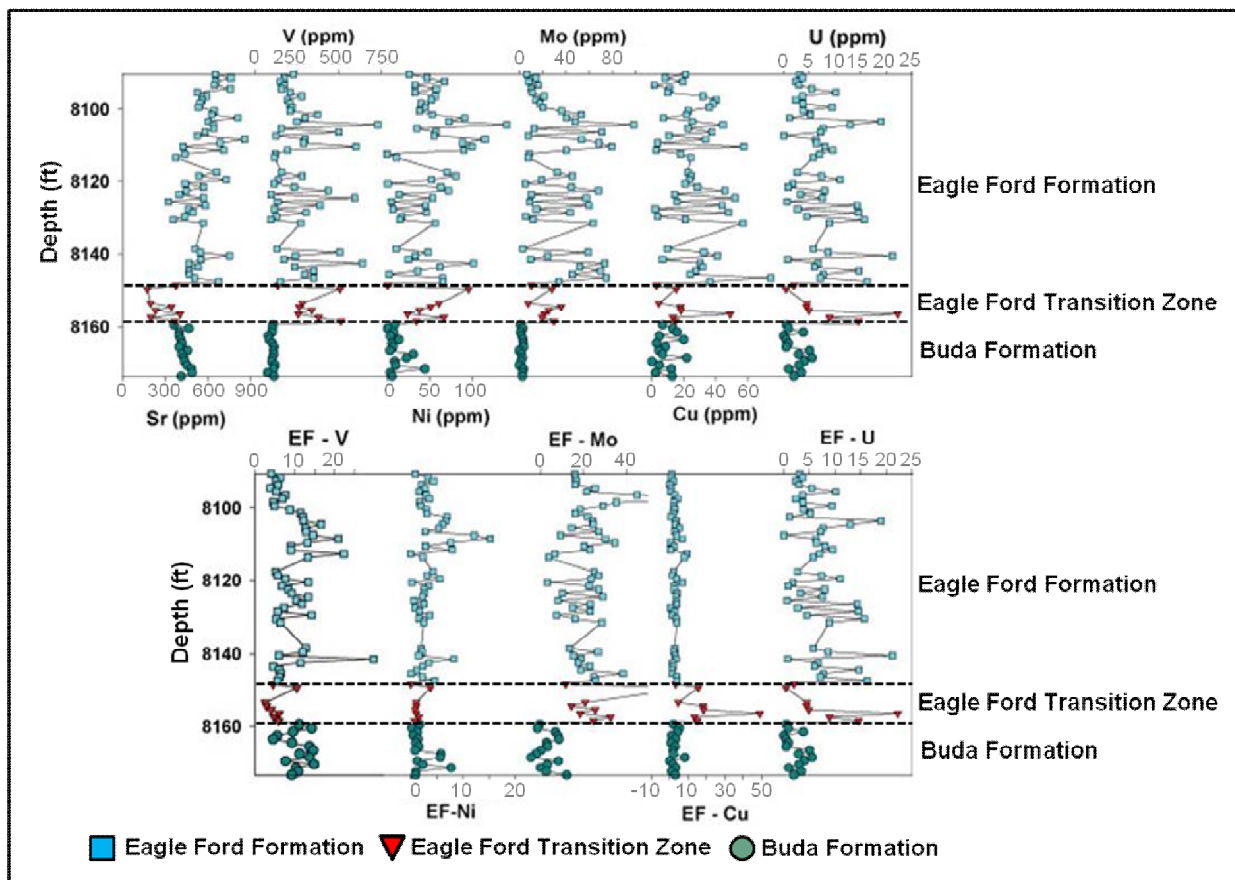 V (ppm) Mo (ppm) U (ppm)
0 250 500 750 0 40 80 0 5 10 15 20 25
8100
8120
8140
8160
Depth (ft)
Eagle Ford Formation
Eagle Ford Transition Zone
Buda Formation
0 300 600 900 0 50 100 0 20 40 60
Sr (ppm) Ni (ppm) Cu (ppm)
EF - V EF - Mo EF - U
0 10 20 0 20 40 0 5 10 15 20 25
8100
8120
8140
8160
Depth (ft)
Eagle Ford Formation
Eagle Ford Transition Zone
Buda Formation
0 10 20 -10 10 30 50
EF-Ni EF - Cu
Eagle Ford Formation Eagle Ford Transition Zone Buda Formation